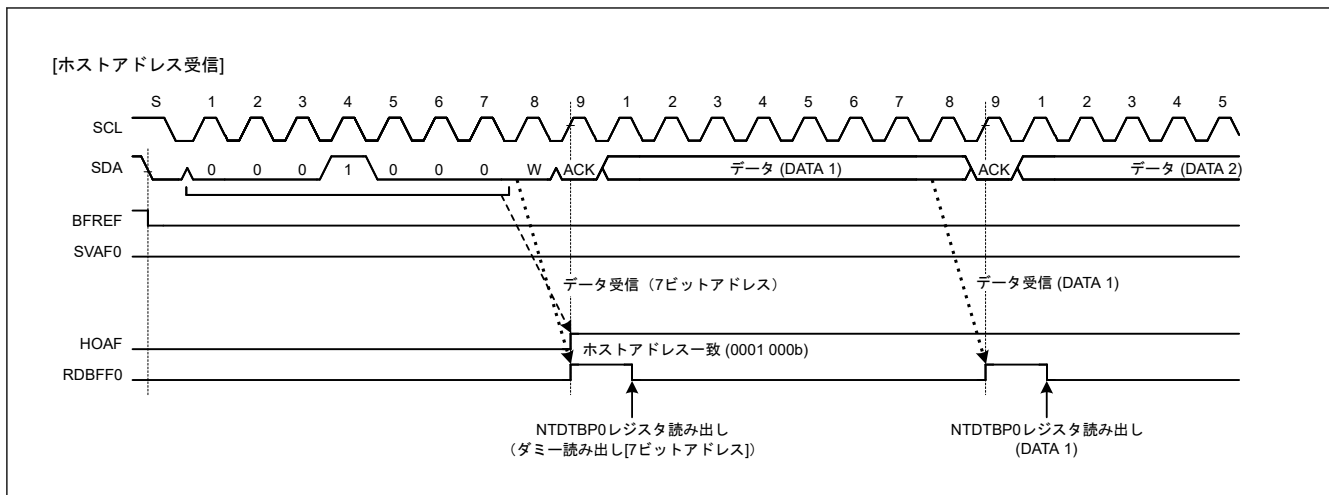 [ホストアドレス受信]
S 1 2 3 4 5 6 7 8 9 1 2 3 4 5 6 7 8 9 1 2 3 4 5
SCL
SDA 0 0 0 1 0 0 0 W ACK データ (DATA 1) ACK データ (DATA 2)
BFREF
SVAF0
データ受信（7ビットアドレス） データ受信 (DATA 1)
HOAF
ホストアドレス一致 (0001 000b)
RDBFF0
NTDTBP0レジスタ読み出し NTDTBP0レジスタ読み出し
（ダミー読み出し[7ビットアドレス]） (DATA 1)